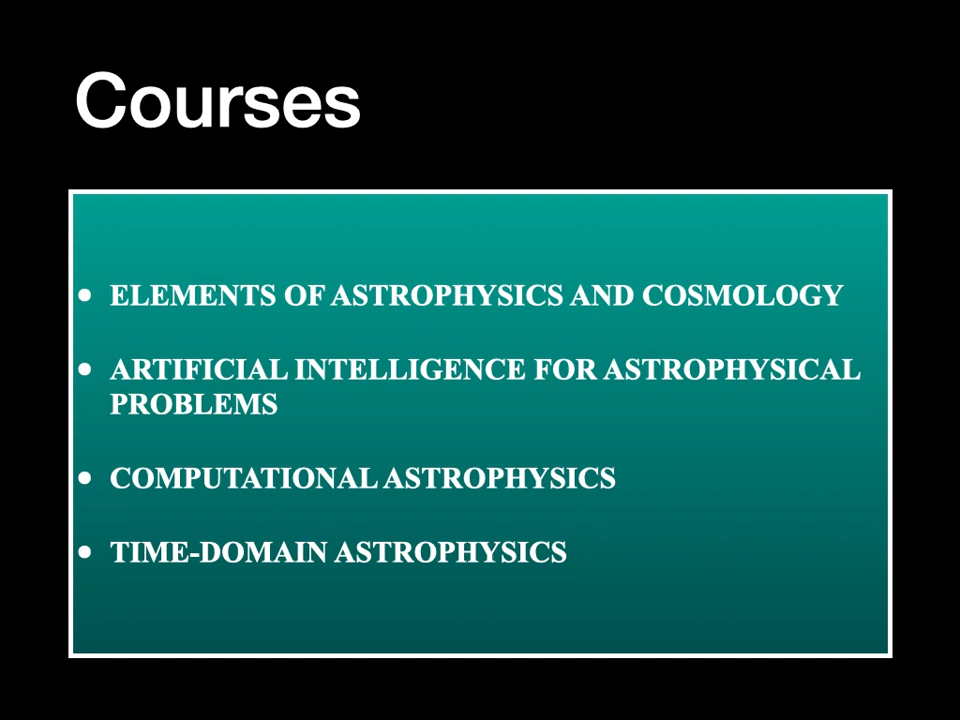 Courses
• ELEMENTS OF ASTROPHYSICS AND COSMOLOGY
• ARTIFICIAL INTELLIGENCE FOR ASTROPHYSICAL
PROBLEMS
• COMPUTATIONAL ASTROPHYSICS
• TIME-DOMAIN ASTROPHYSICS